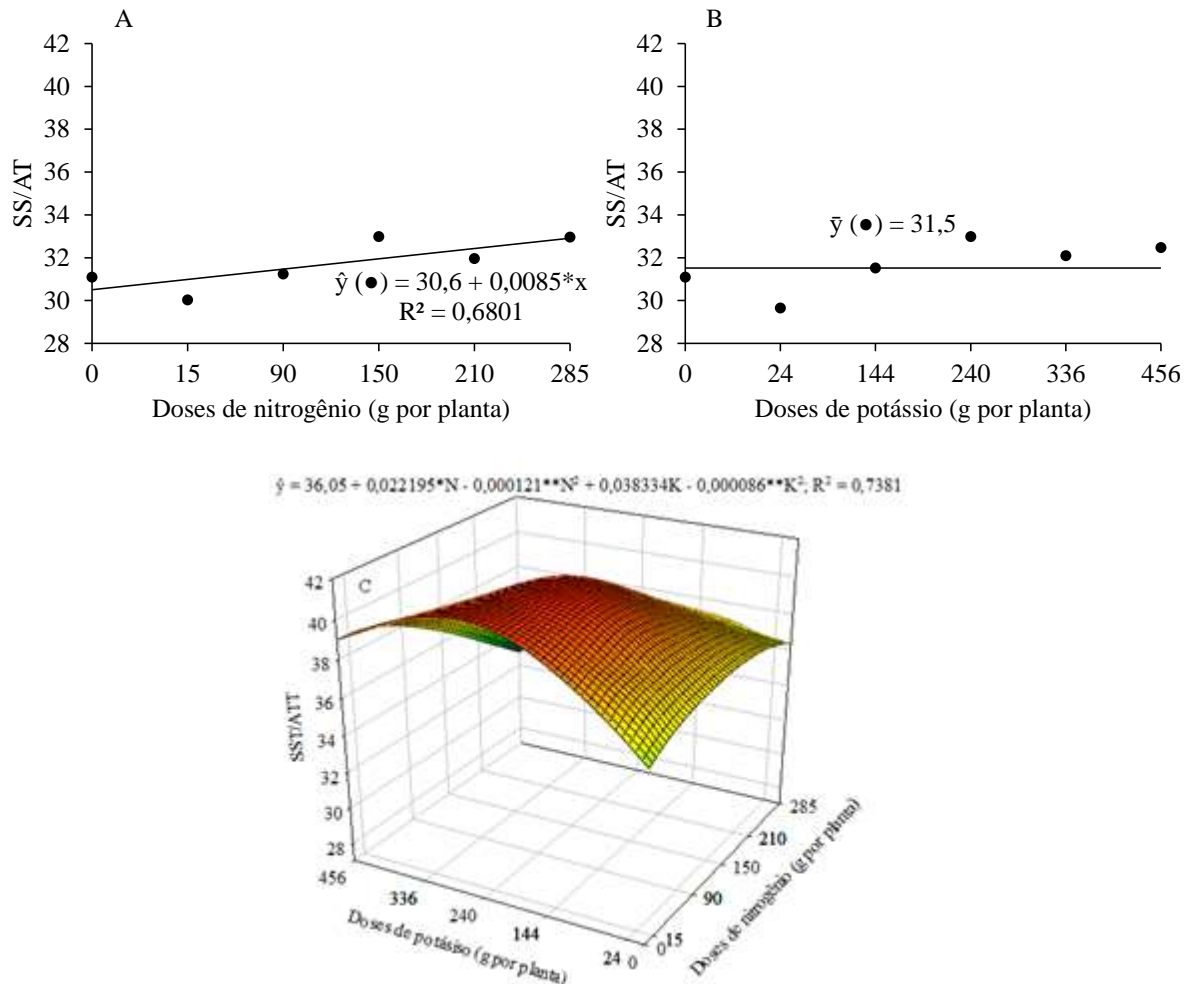 A
42
40
38
36
34
32
30
28
SS/AT
ŷ (●) = 30,6 + 0,0085*x
R² = 0,6801
0 15 90 150 210 285
Doses de nitrogênio (g por planta)
B
42
40
38
36
34
32
30
28
SS/AT
ȳ (●) = 31,5
0 24 144 240 336 456
Doses de potássio (g por planta)
ŷ = 36,05 + 0,022195*N - 0,000121**N² + 0,038334K - 0,000086**K²; R² = 0,7381
C
42
40
38
36
34
32
30
28
SST/ATT
456 336 240 144 24 0
Doses de potásiso (g por planta)
0 15 90 150 210 285
Doses de nitrogênio (g por planta)